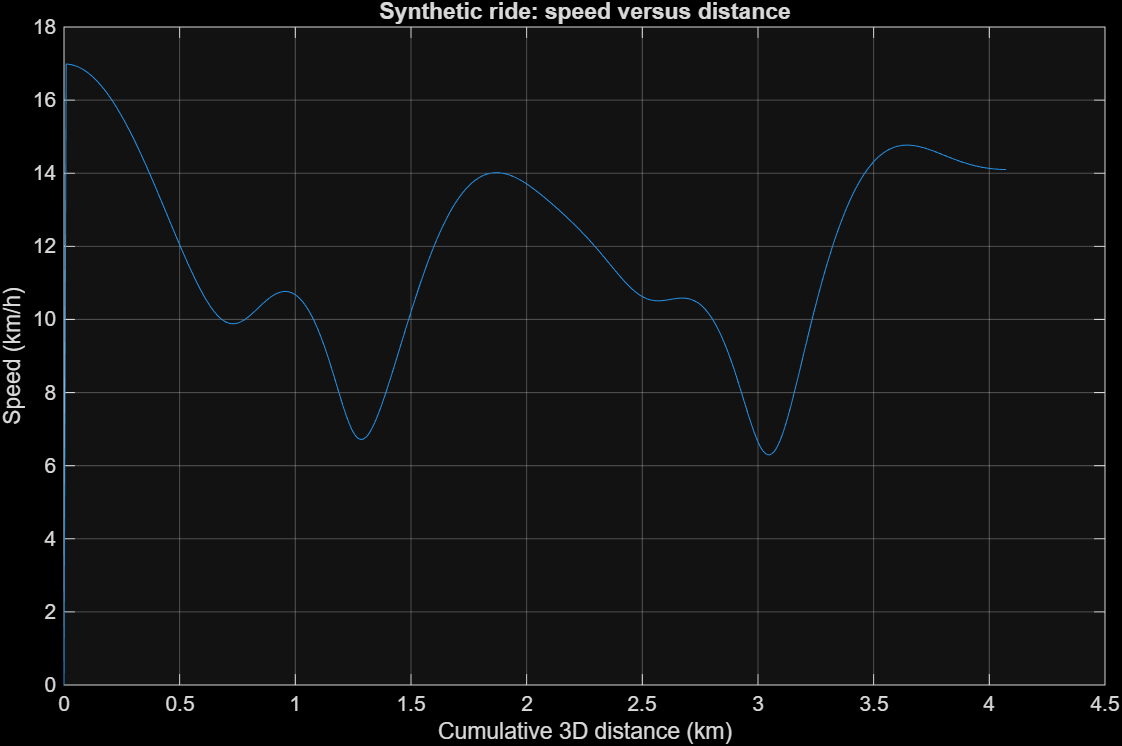 Synthetic ride: speed versus distance
18
16
14
12
10
8
6
4
2
0
Speed (km/h)
0 0.5 1 1.5 2 2.5 3 3.5 4 4.5
Cumulative 3D distance (km)